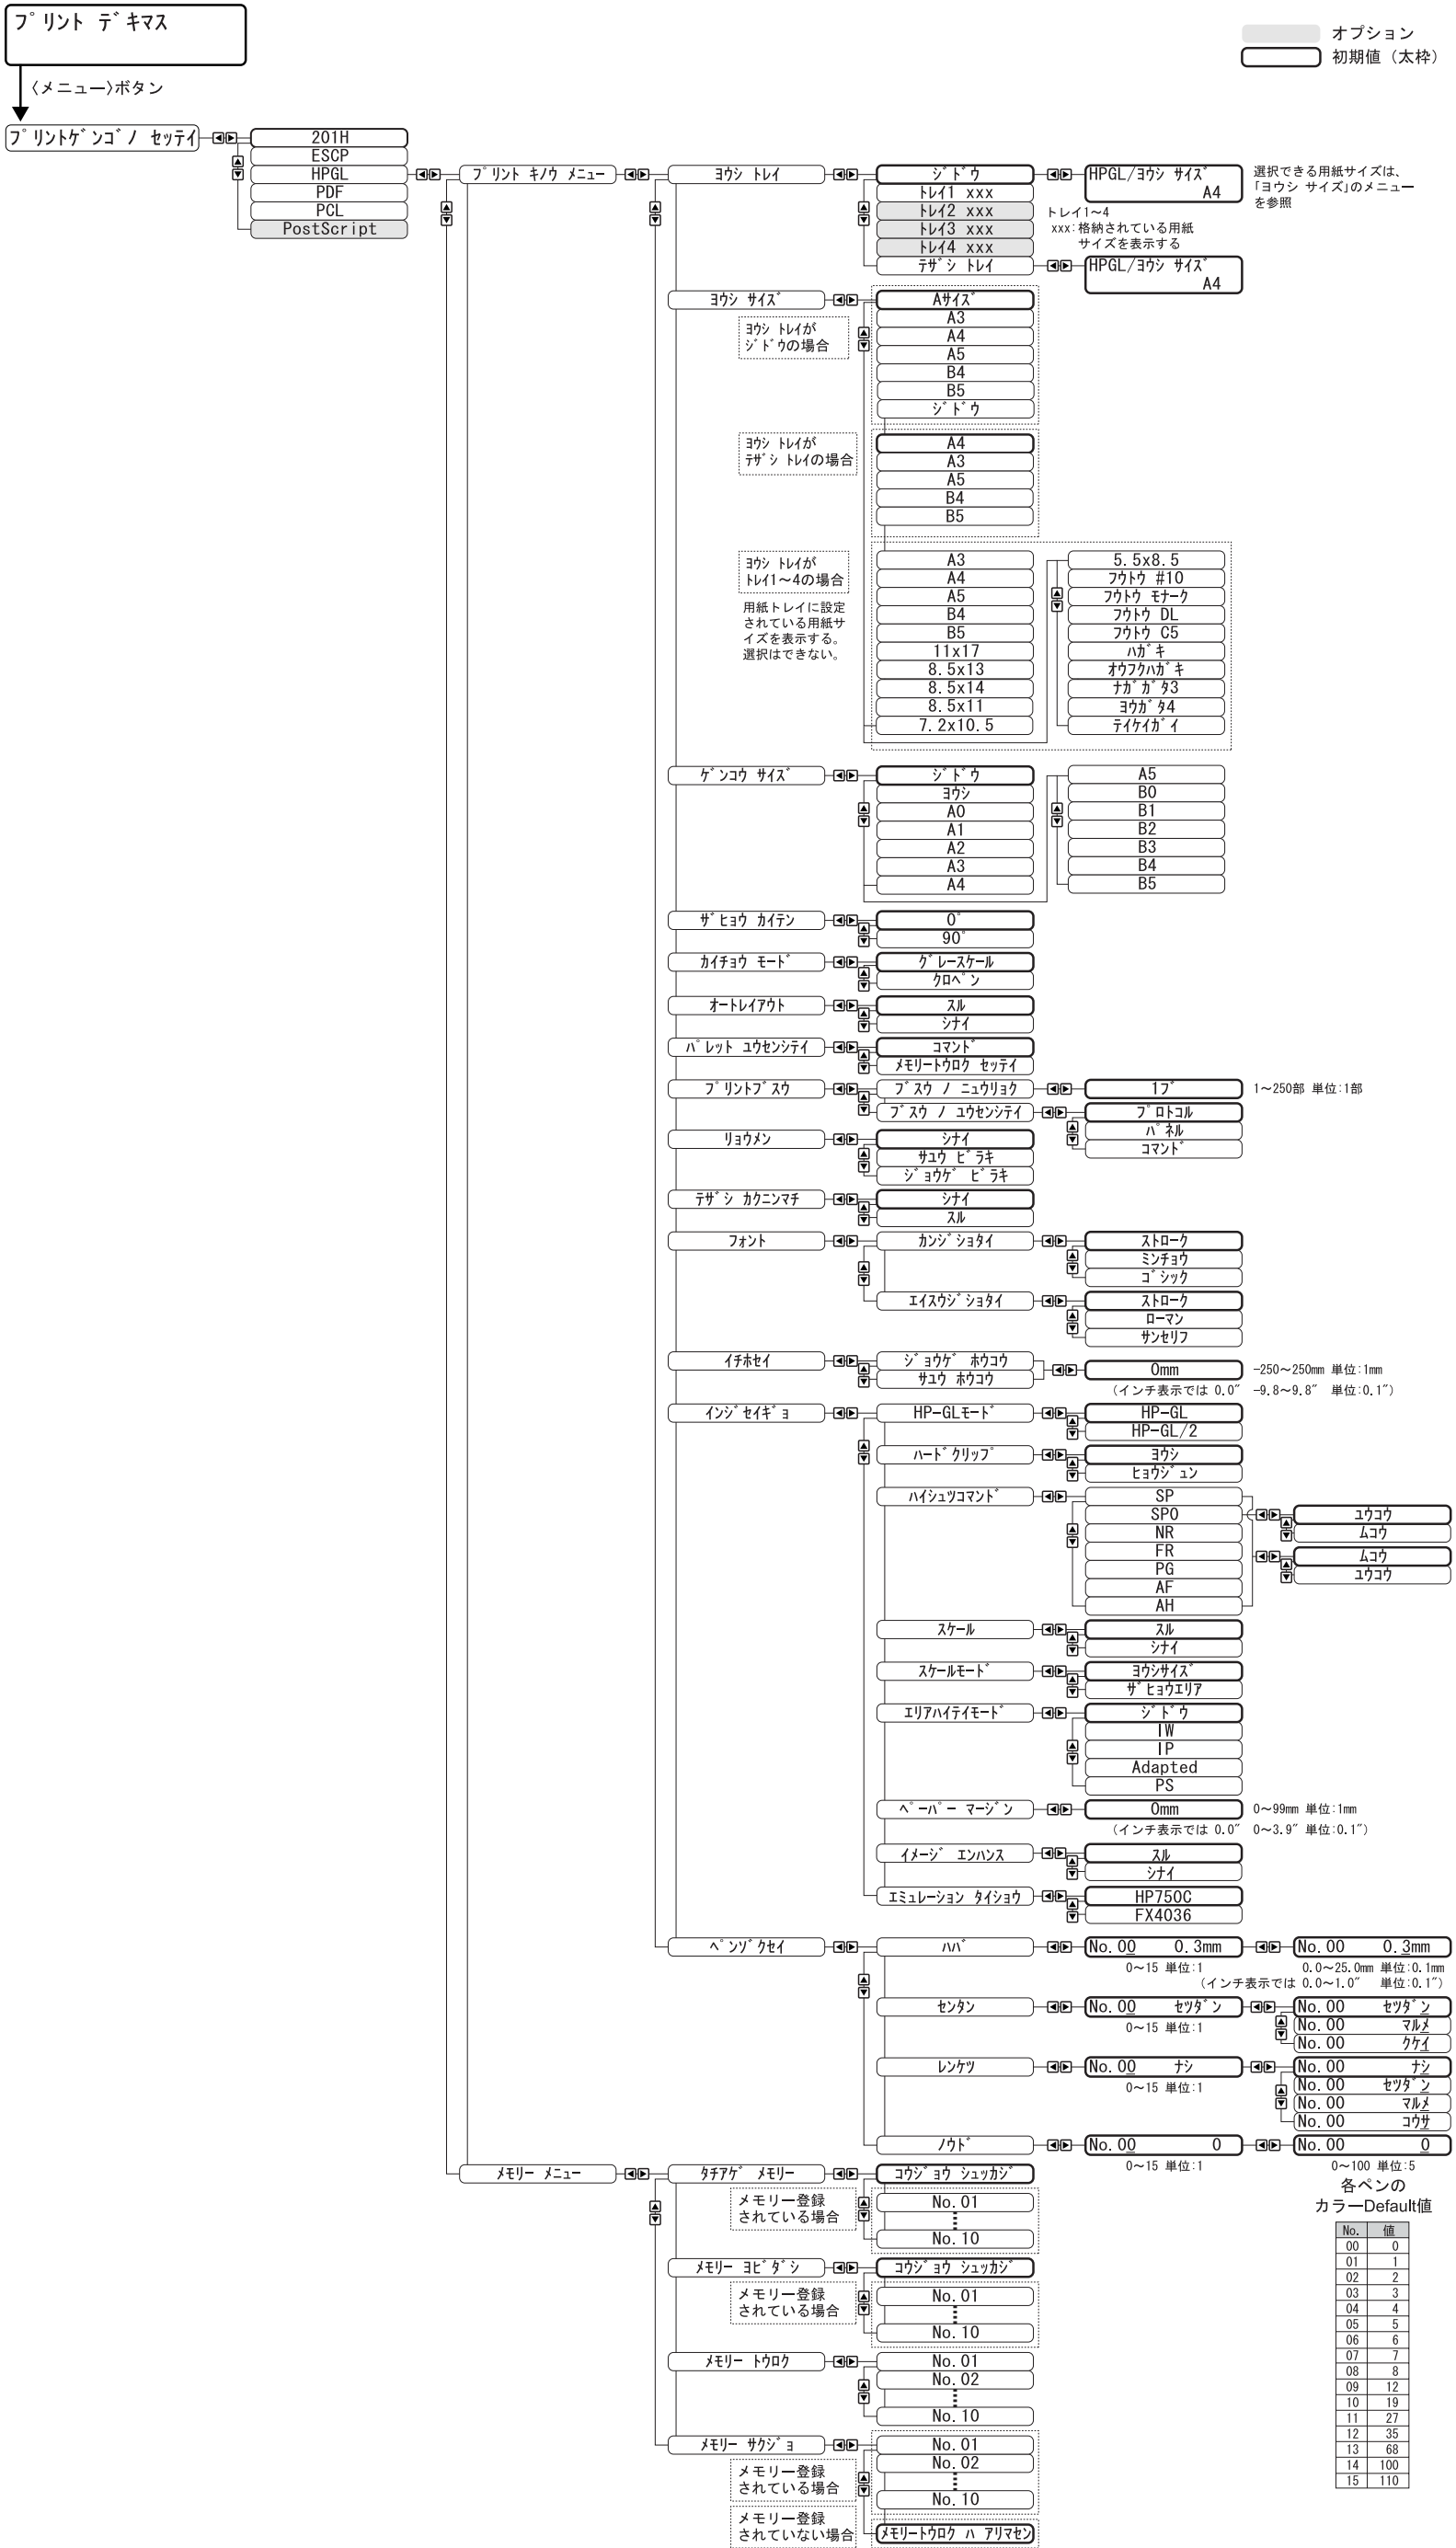 プリント デキマス
オプション
初期値（太枠）
〈メニュー〉ボタン
プリントゲンゴノ セッテイ
201H
ESCP
HPGL
PDF
PCL
PostScript
プリント キノウ メニュー
ヨウシ トレイ
ジドウ
トレイ1 xxx
トレイ2 xxx
トレイ3 xxx
トレイ4 xxx
テザシ トレイ
HPGL/ヨウシ サイズ
A4
選択できる用紙サイズは、
「ヨウシ サイズ」のメニュー
を参照
トレイ1～4
xxx:格納されている用紙
サイズを表示する
HPGL/ヨウシ サイズ
A4
ヨウシ サイズ
ヨウシ トレイが
ジドウの場合
Aサイズ
A3
A4
A5
B4
B5
ジドウ
ヨウシ トレイが
テザシ トレイの場合
A4
A3
A5
B4
B5
ヨウシ トレイが
トレイ1～4の場合
用紙トレイに設定
されている用紙サ
イズを表示する。
選択はできない。
A3
A4
A5
B4
B5
11x17
8.5x13
8.5x14
8.5x11
7.2x10.5
5.5x8.5
フウトウ #10
フウトウ モナーク
フウトウ DL
フウトウ C5
ハガキ
オウフクハガキ
ナガガタ3
ヨウガタ4
テイケイガイ
ゲンコウ サイズ
ジドウ
ヨウシ
A0
A1
A2
A3
A4
A5
B0
B1
B2
B3
B4
B5
ザヒョウ カイテン
0°
90°
カイチョウ モード
グレースケール
クロペン
オートレイアウト
スル
シナイ
パレット ユウセンシテイ
コマンド
メモリートウロク セッテイ
プリントブスウ
ブスウ ノ ニュウリョク
1ブ
1～250部 単位:1部
ブスウ ノ ユウセンシテイ
プロトコル
パネル
コマンド
リョウメン
シナイ
サユウ ビラキ
ジョウゲ ビラキ
テザシ カクニンマチ
シナイ
スル
フォント
カンジショタイ
ストローク
ミンチョウ
ゴシック
エイスウジショタイ
ストローク
ローマン
サンセリフ
イチホセイ
ジョウゲ ホウコウ
サユウ ホウコウ
0mm
-250～250mm 単位:1mm
（インチ表示では 0.0″ -9.8～9.8″ 単位:0.1″）
インジセイギョ
HP-GLモード
HP-GL
HP-GL/2
ハードクリップ
ヨウシ
ヒョウジュン
ハイシュツコマンド
SP
SP0
NR
FR
PG
AF
AH
ユウコウ
ムコウ
ムコウ
ユウコウ
スケール
スル
シナイ
スケールモード
ヨウシサイズ
ザヒョウエリア
エリアハイテイモード
ジドウ
IW
IP
Adapted
PS
ペーパー マージン
0mm
0～99mm 単位:1mm
（インチ表示では 0.0″ 0～3.9″ 単位:0.1″）
イメージ エンハンス
スル
シナイ
エミュレーション タイショウ
HP750C
FX4036
ペンゾクセイ
ハバ
No.00 0.3mm
No.00 0.3mm
0～15 単位:1
0.0～25.0mm 単位:0.1mm
（インチ表示では 0.0～1.0″ 単位:0.1″）
センタン
No.00 セツダン
No.00 セツダン
0～15 単位:1
No.00 マルメ
No.00 クケイ
レンケツ
No.00 ナシ
No.00 ナシ
0～15 単位:1
No.00 セツダン
No.00 マルメ
No.00 コウサ
ノウド
No.00 0
No.00 0
0～15 単位:1
0～100 単位:5
メモリー メニュー
タチアゲ メモリー
コウジョウ シュッカジ
メモリー登録
されている場合
No.01
No.10
メモリー ヨビダシ
コウジョウ シュッカジ
メモリー登録
されている場合
No.01
No.10
メモリー トウロク
No.01
No.02
No.10
メモリー サクジョ
No.01
No.02
メモリー登録
されている場合
No.10
メモリー登録
されていない場合
メモリートウロク ハ アリマセン
各ペンの
カラーDefault値
No. 値
00 0
01 1
02 2
03 3
04 4
05 5
06 6
07 7
08 8
09 12
10 19
11 27
12 35
13 68
14 100
15 110